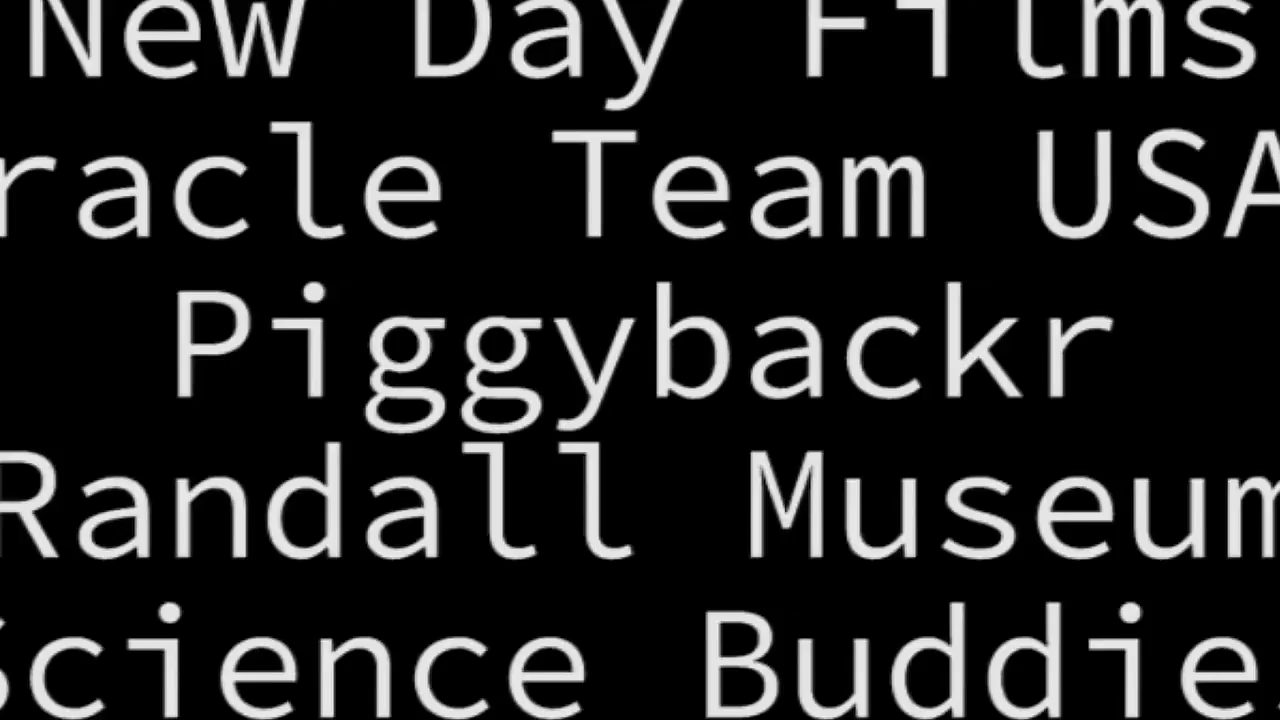 New Day Films
racle Team USA
Piggybackr
Randall Museum
Science Buddie